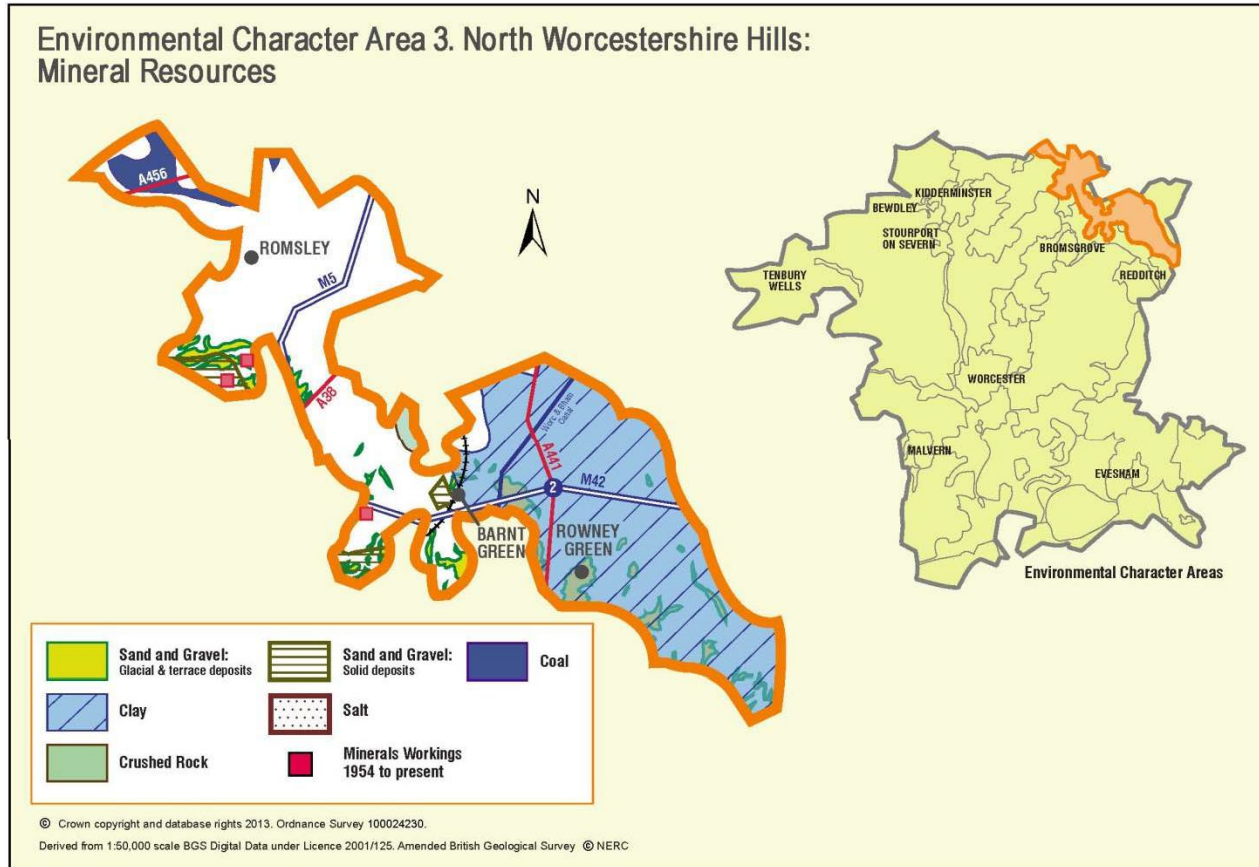 Environmental Character Area 3. North Worcestershire Hills:
Mineral Resources
A456
ROMSLEY
M5
N
A38
Worc & B'ham
Canal
A441
2
M42
BARNT
GREEN
ROWNEY
GREEN
KIDDERMINSTER
BEWDLEY
STOURPORT
ON SEVERN
BROMSGROVE
TENBURY
WELLS
REDDITCH
WORCESTER
MALVERN
EVESHAM
Environmental Character Areas
Sand and Gravel:
Glacial & terrace deposits
Sand and Gravel:
Solid deposits
Coal
Clay
Salt
Crushed Rock
Minerals Workings
1954 to present
© Crown copyright and database rights 2013. Ordnance Survey 100024230.
Derived from 1:50,000 scale BGS Digital Data under Licence 2001/125. Amended British Geological Survey © NERC